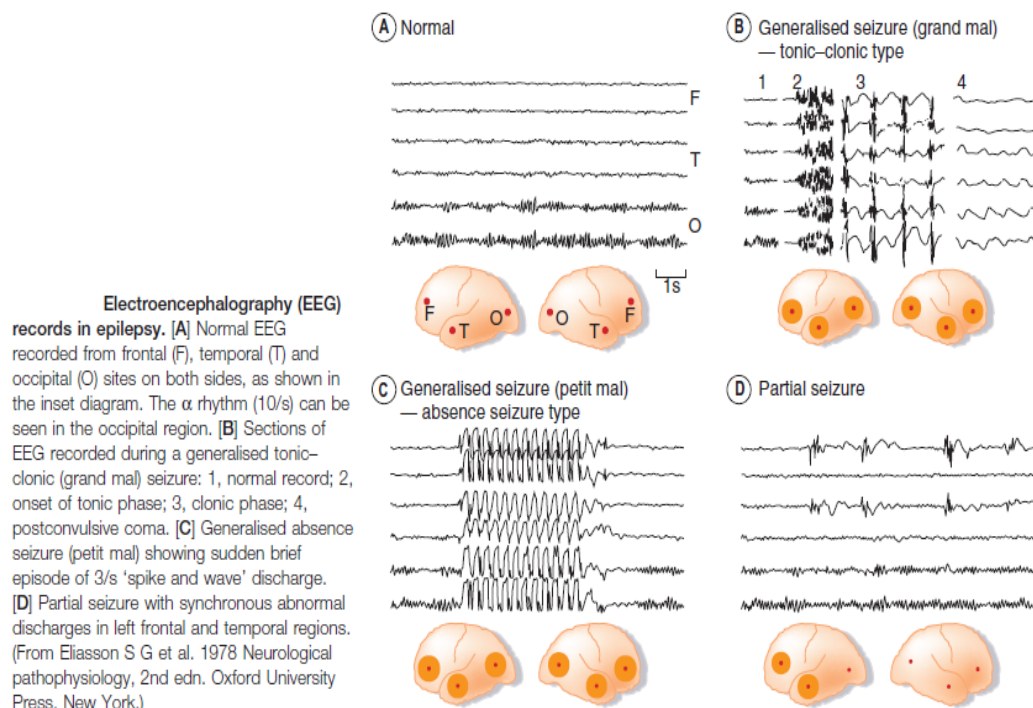 Electroencephalography (EEG)
records in epilepsy. [A] Normal EEG
recorded from frontal (F), temporal (T) and
occipital (O) sites on both sides, as shown in
the inset diagram. The α rhythm (10/s) can be
seen in the occipital region. [B] Sections of
EEG recorded during a generalised tonic–
clonic (grand mal) seizure: 1, normal record; 2,
onset of tonic phase; 3, clonic phase; 4,
postconvulsive coma. [C] Generalised absence
seizure (petit mal) showing sudden brief
episode of 3/s ‘spike and wave’ discharge.
[D] Partial seizure with synchronous abnormal
discharges in left frontal and temporal regions.
(From Eliasson S G et al. 1978 Neurological
pathophysiology, 2nd edn. Oxford University
Press, New York.)
A Normal
F
T
O
1s
F T O
O T F
B Generalised seizure (grand mal)
— tonic–clonic type
1 2 3 4
C Generalised seizure (petit mal)
— absence seizure type
D Partial seizure